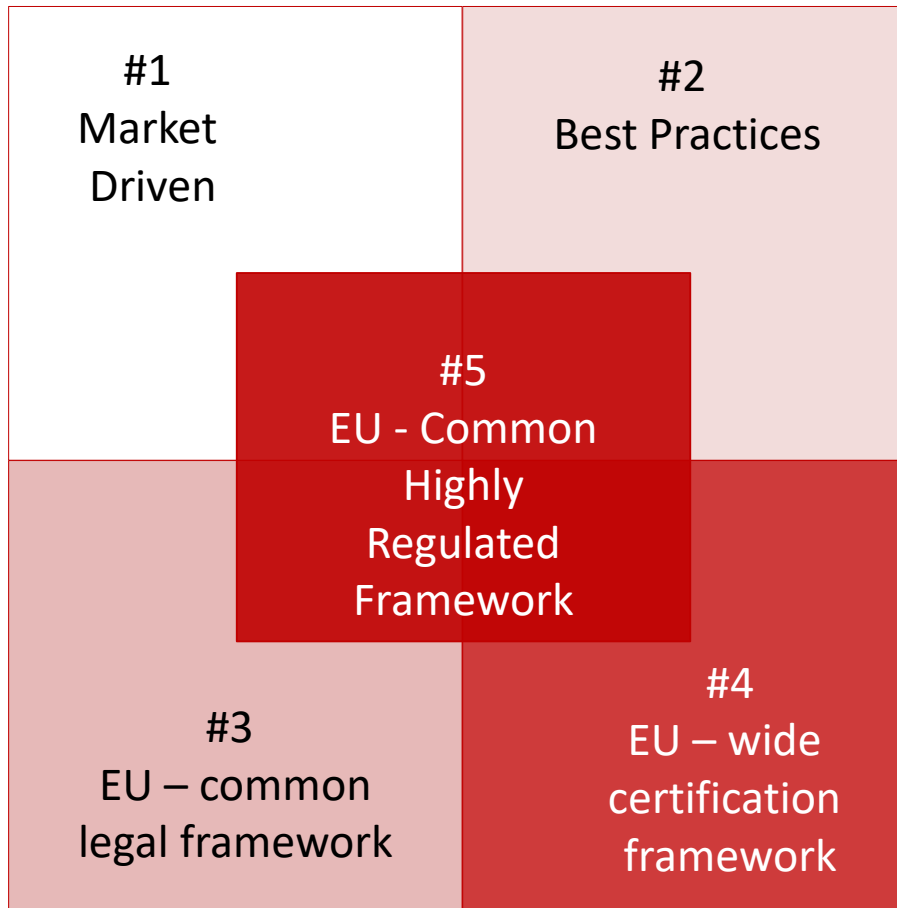 #1
Market
Driven
#2
Best Practices
#5
EU - Common
Highly
Regulated
Framework
#3
EU – common
legal framework
#4
EU – wide
certification
framework